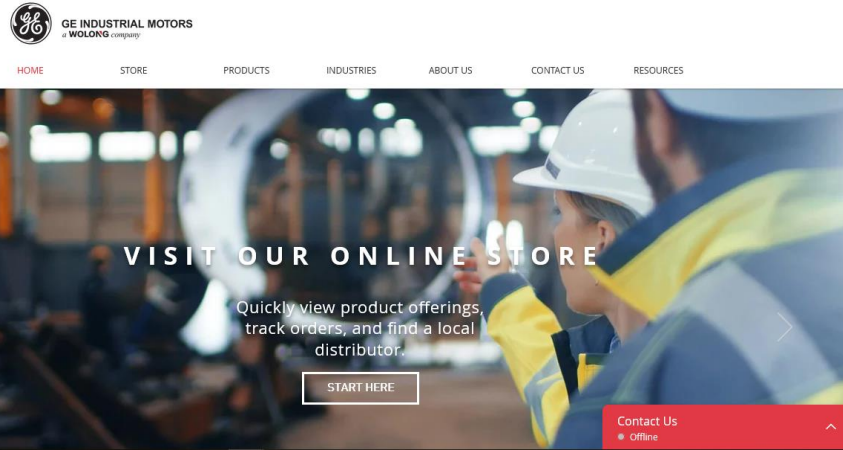 GE
GE INDUSTRIAL MOTORS
a WOLONG company
HOME STORE PRODUCTS INDUSTRIES ABOUT US CONTACT US RESOURCES
VISIT OUR ONLINE STORE
Quickly view product offerings,
track orders, and find a local
distributor.
START HERE
Contact Us
Offline